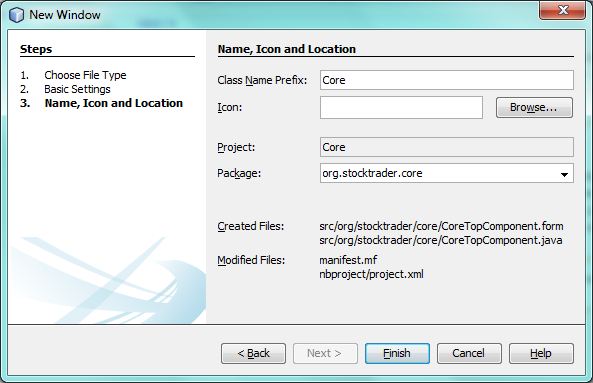 New Window
Steps
1. Choose File Type
2. Basic Settings
3. Name, Icon and Location
Name, Icon and Location
Class Name Prefix: Core
Icon: Browse...
Project: Core
Package: org.stocktrader.core
Created Files: src/org/stocktrader/core/CoreTopComponent.form
src/org/stocktrader/core/CoreTopComponent.java
Modified Files: manifest.mf
nbproject/project.xml
< Back Next > Finish Cancel Help